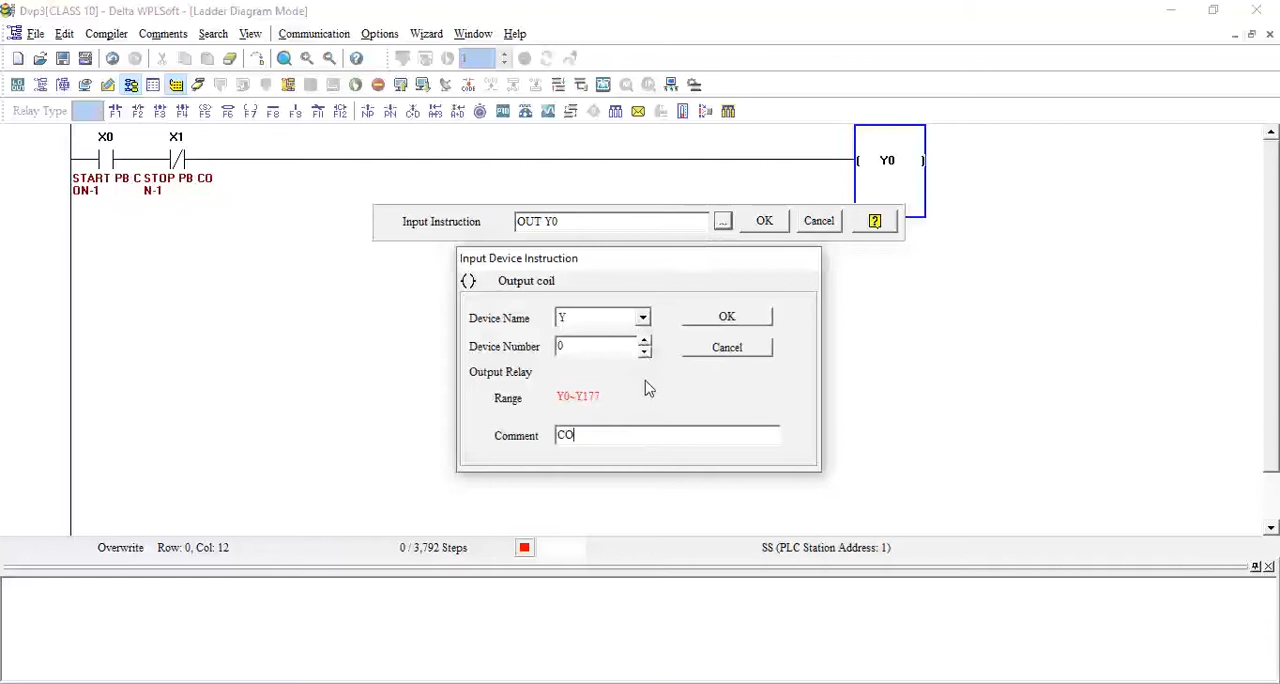 Dvp3[CLASS 10] - Delta WPLSoft - [Ladder Diagram Mode]
File Edit Compiler Comments Search View Communication Options Wizard Window Help
1
Relay Type
X0 X1
Y0
START PB C STOP PB CO
ON-1 N-1
Input Instruction OUT Y0 ... OK Cancel ?
Input Device Instruction
( ) Output coil
Device Name Y OK
Device Number 0 Cancel
Output Relay
Range Y0~Y177
Comment CO
Overwrite Row: 0, Col: 12 0 / 3,792 Steps SS (PLC Station Address: 1)